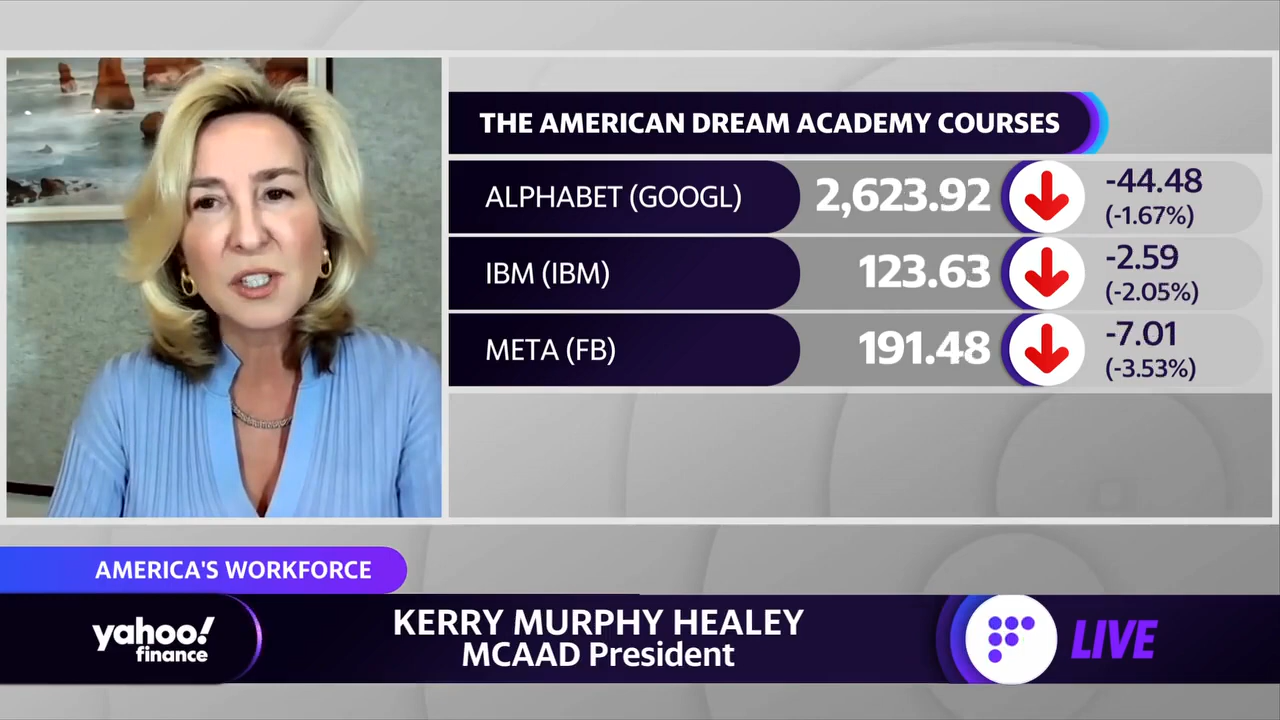 THE AMERICAN DREAM ACADEMY COURSES
ALPHABET (GOOGL) 2,623.92 -44.48 (-1.67%)
IBM (IBM) 123.63 -2.59 (-2.05%)
META (FB) 191.48 -7.01 (-3.53%)
AMERICA'S WORKFORCE
yahoo!
finance
KERRY MURPHY HEALEY
MCAAD President
LIVE